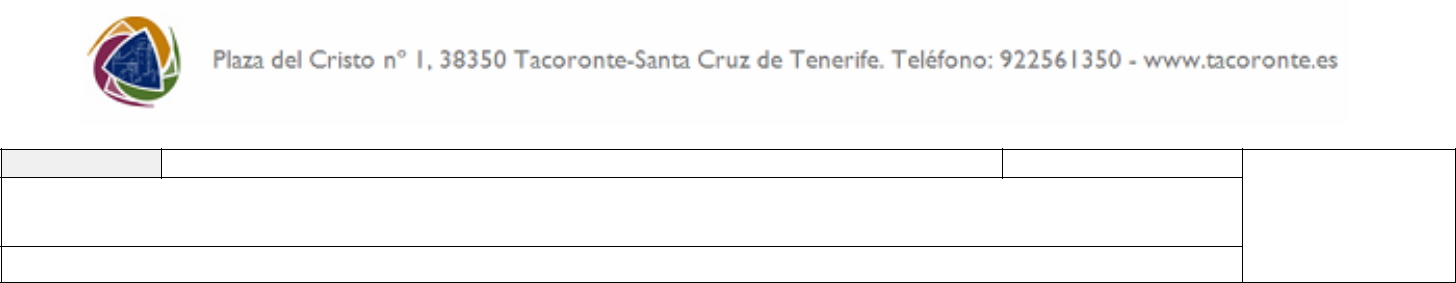 Plaza del Cristo nº 1, 38350 Tacoronte-Santa Cruz de Tenerife. Teléfono: 922561350 - www.tacoronte.es